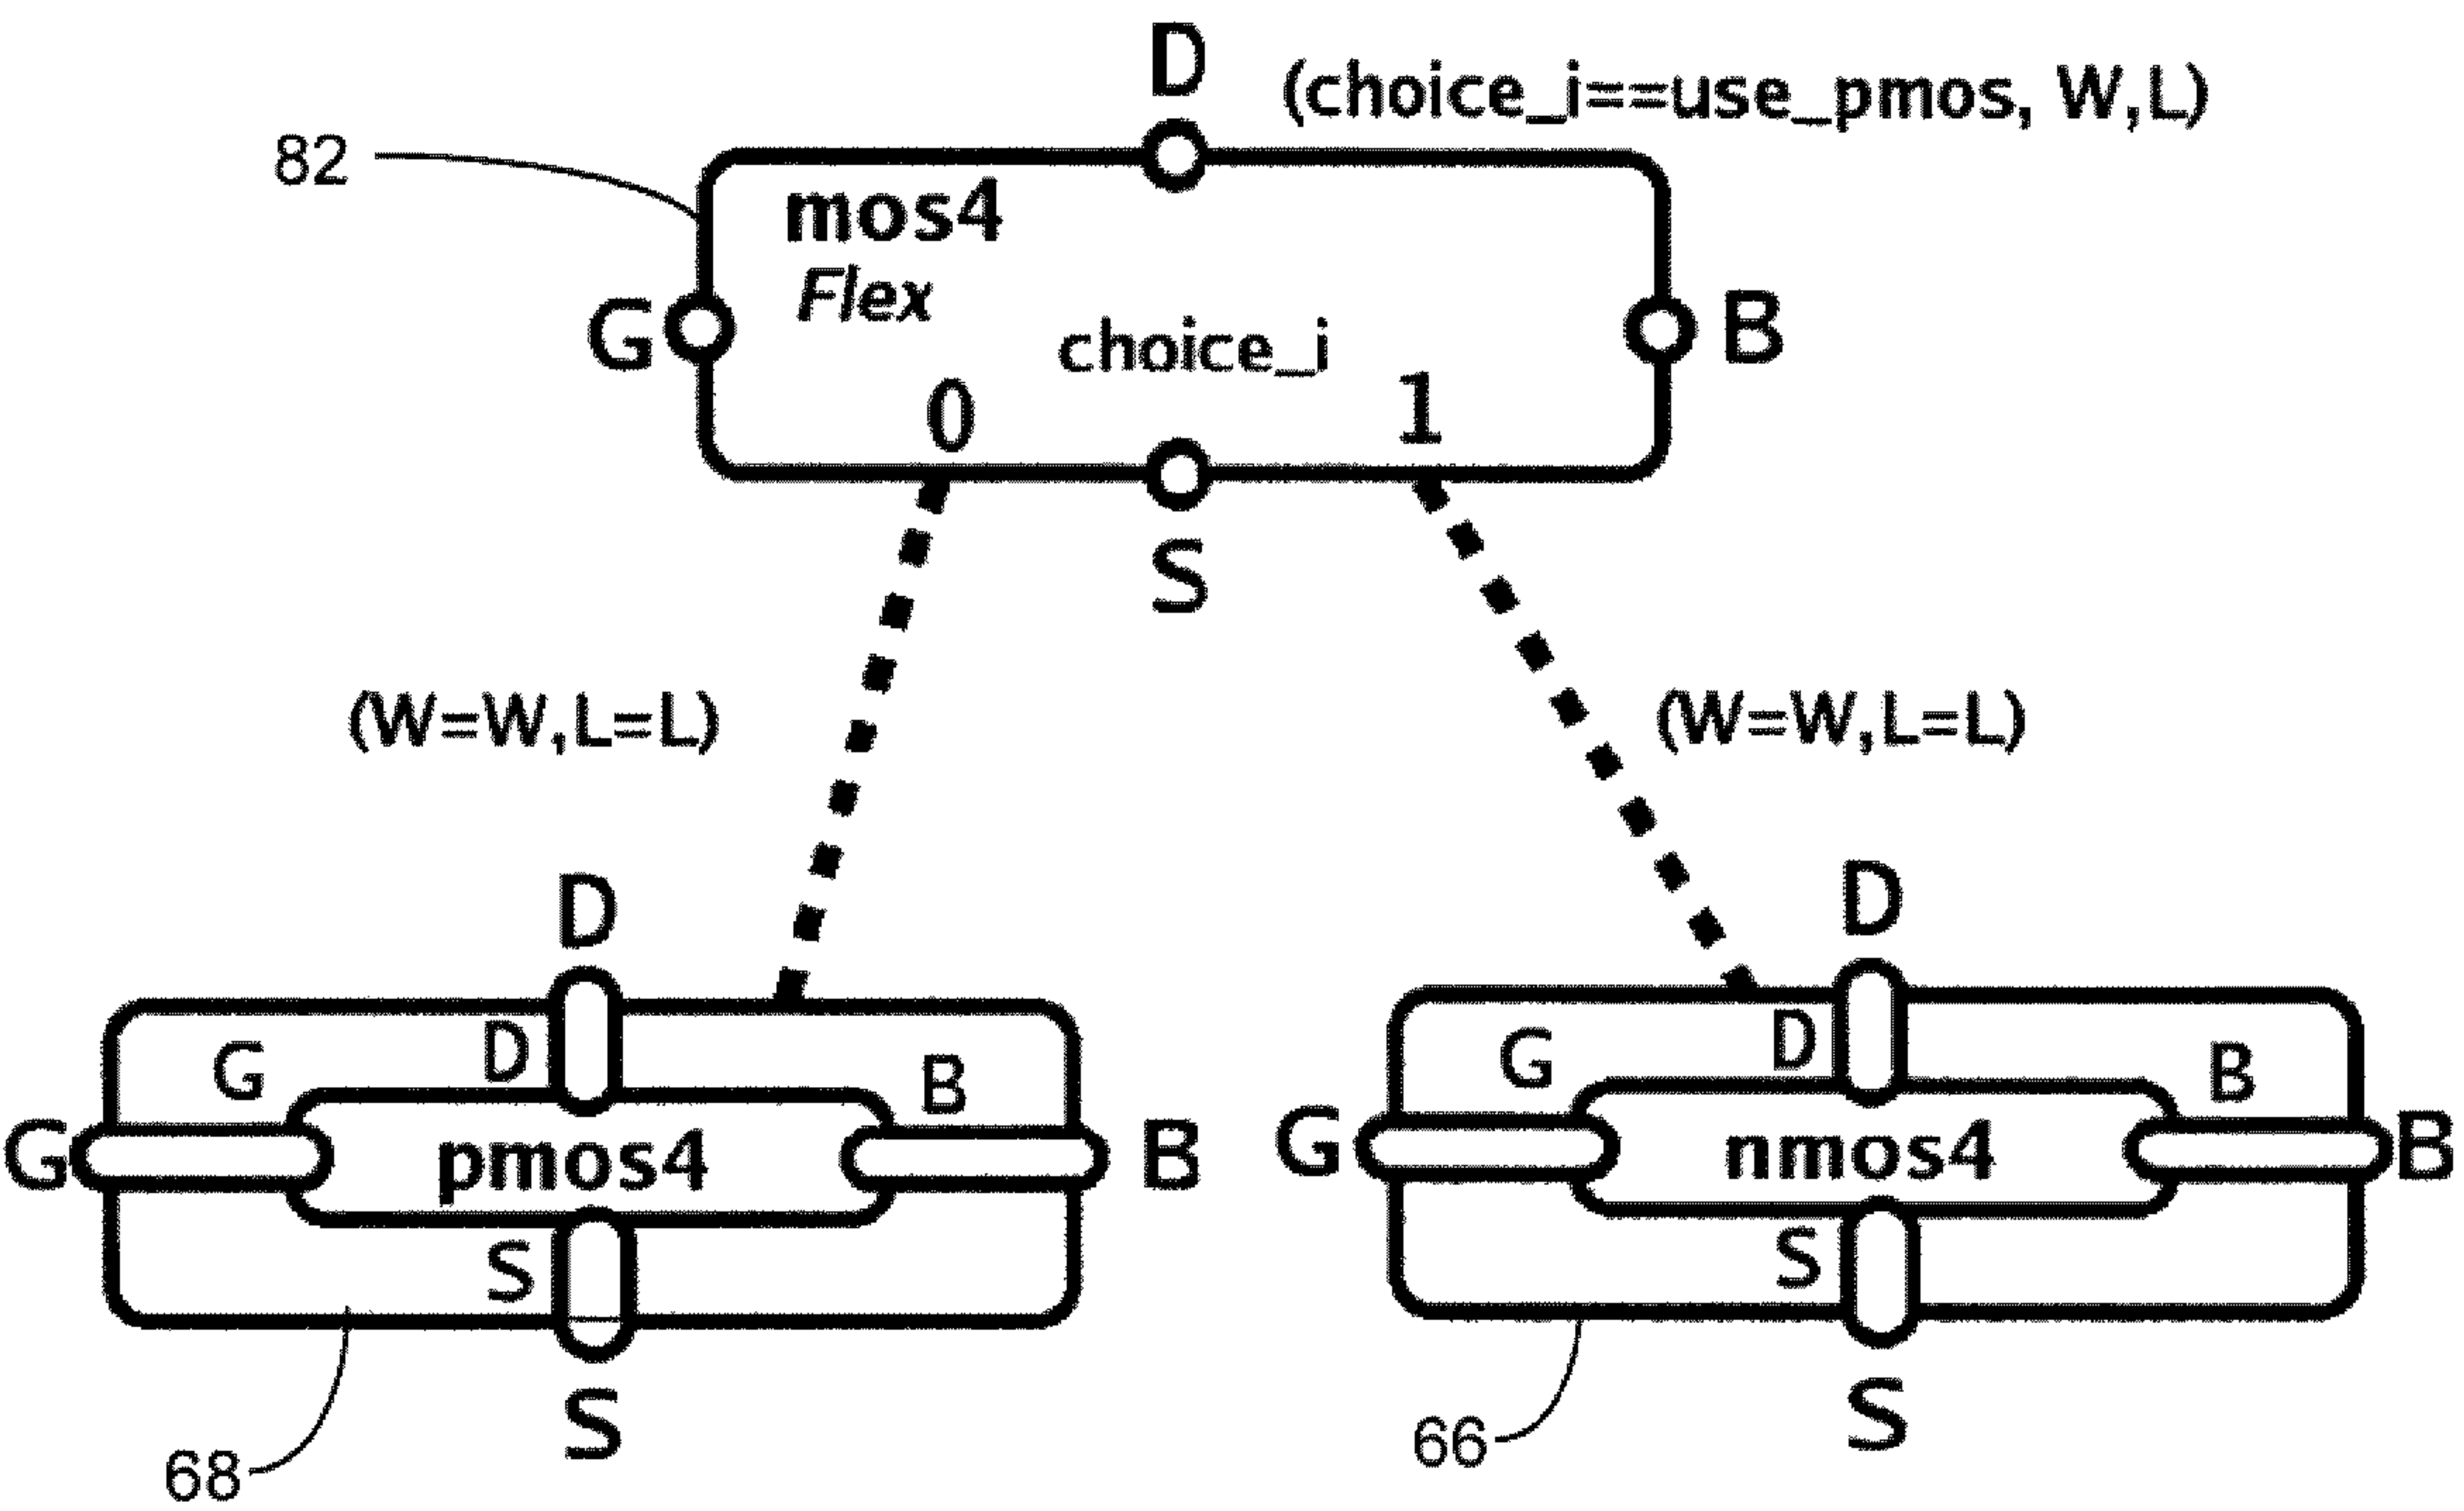 D
(choice_i==use_pmos, W,L)
82
mos4
Flex
G
choice_i
B
0
1
S
(W=W,L=L)
(W=W,L=L)
D
D
G
D
B
G
D
B
G
pmos4
B
G
nmos4
B
S
S
S
S
68
66